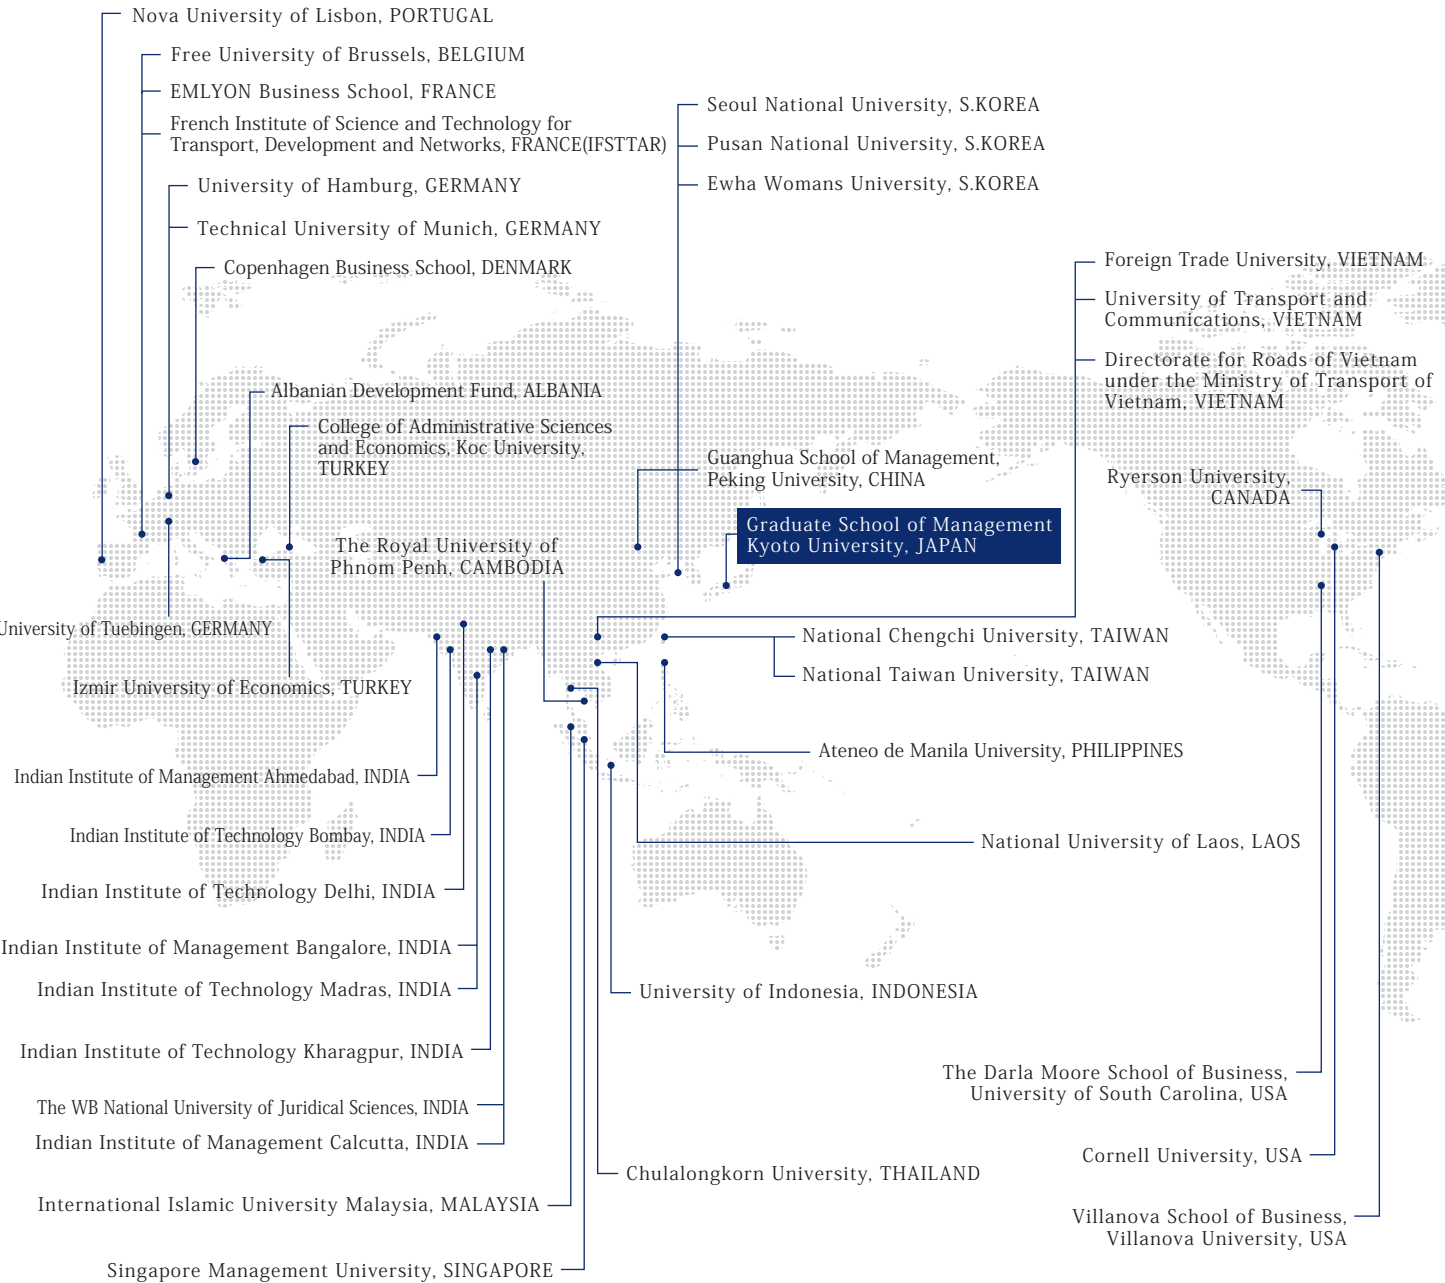 Nova University of Lisbon, PORTUGAL
Free University of Brussels, BELGIUM
EMLYON Business School, FRANCE
French Institute of Science and Technology for
Transport, Development and Networks, FRANCE(IFSTTAR)
University of Hamburg, GERMANY
Technical University of Munich, GERMANY
Copenhagen Business School, DENMARK
Seoul National University, S.KOREA
Pusan National University, S.KOREA
Ewha Womans University, S.KOREA
Foreign Trade University, VIETNAM
University of Transport and
Communications, VIETNAM
Directorate for Roads of Vietnam
under the Ministry of Transport of
Vietnam, VIETNAM
Albanian Development Fund, ALBANIA
College of Administrative Sciences
and Economics, Koc University,
TURKEY
Guanghua School of Management,
Peking University, CHINA
Ryerson University,
CANADA
Graduate School of Management
Kyoto University, JAPAN
The Royal University of
Phnom Penh, CAMBODIA
University of Tuebingen, GERMANY
Izmir University of Economics, TURKEY
National Chengchi University, TAIWAN
National Taiwan University, TAIWAN
Ateneo de Manila University, PHILIPPINES
Indian Institute of Management Ahmedabad, INDIA
Indian Institute of Technology Bombay, INDIA
National University of Laos, LAOS
Indian Institute of Technology Delhi, INDIA
Indian Institute of Management Bangalore, INDIA
Indian Institute of Technology Madras, INDIA
University of Indonesia, INDONESIA
Indian Institute of Technology Kharagpur, INDIA
The Darla Moore School of Business,
University of South Carolina, USA
The WB National University of Juridical Sciences, INDIA
Indian Institute of Management Calcutta, INDIA
Cornell University, USA
Chulalongkorn University, THAILAND
International Islamic University Malaysia, MALAYSIA
Villanova School of Business,
Villanova University, USA
Singapore Management University, SINGAPORE